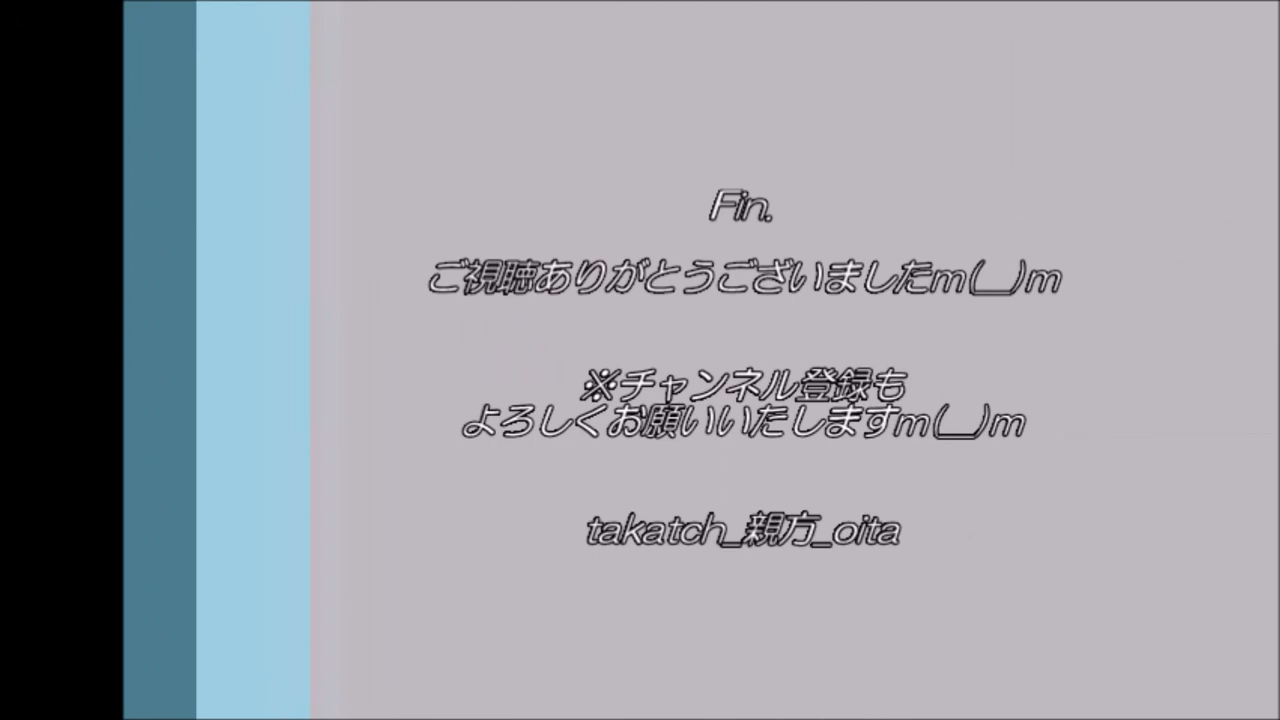 Fin.
ご視聴ありがとうございましたm(__)m
※チャンネル登録も
よろしくお願いいたしますm(__)m
takatch_親方_oita